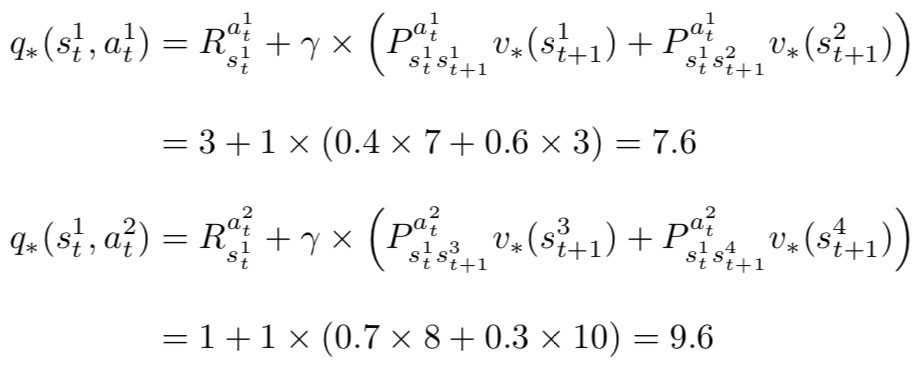 q_*(s_t^1, a_t^1) = R_{s_t^1}^{a_t^1} + γ × (P_{s_t^1 s_{t+1}^1}^{a_t^1} v_*(s_{t+1}^1) + P_{s_t^1 s_{t+1}^2}^{a_t^1} v_*(s_{t+1}^2))
= 3 + 1 × (0.4 × 7 + 0.6 × 3) = 7.6
q_*(s_t^1, a_t^2) = R_{s_t^1}^{a_t^2} + γ × (P_{s_t^1 s_{t+1}^3}^{a_t^2} v_*(s_{t+1}^3) + P_{s_t^1 s_{t+1}^4}^{a_t^2} v_*(s_{t+1}^4))
= 1 + 1 × (0.7 × 8 + 0.3 × 10) = 9.6